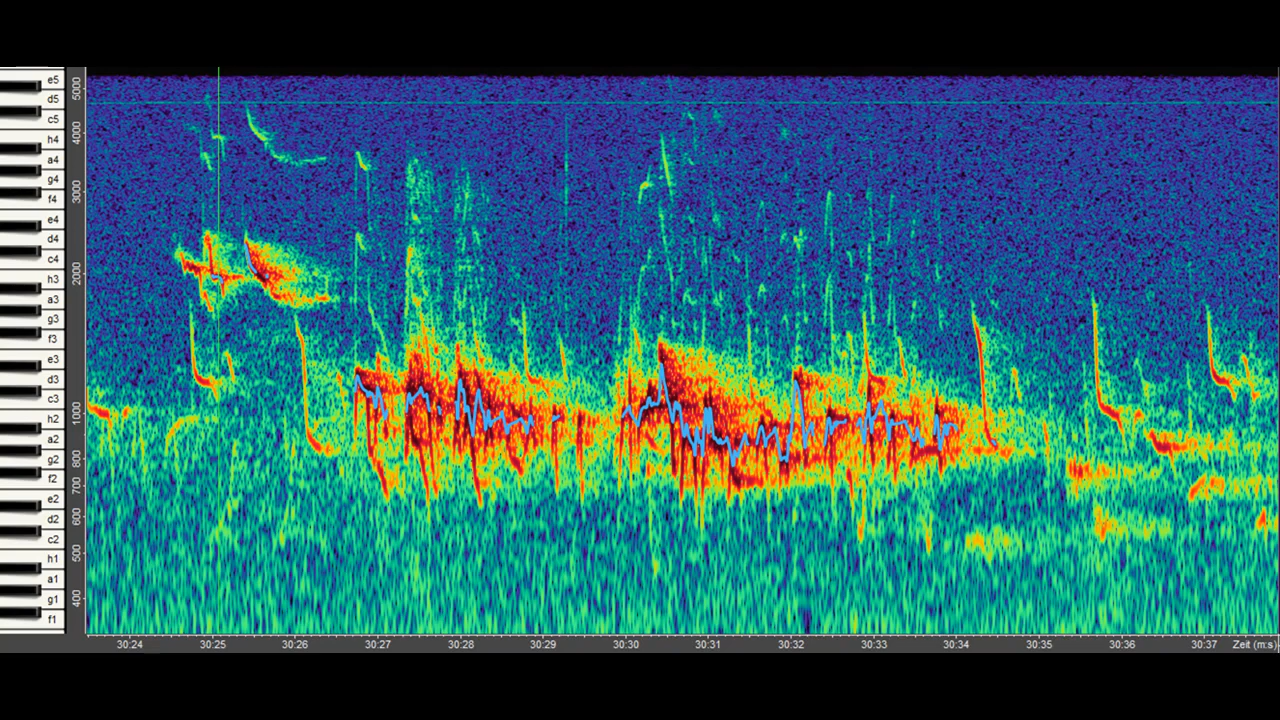 e5
d5
c5
h4
a4
g4
f4
e4
d4
c4
h3
a3
g3
f3
e3
d3
c3
h2
a2
g2
f2
e2
d2
c2
h1
a1
g1
f1
5000
4000
3000
2000
1000
800
700
600
500
400
30:24 30:25 30:26 30:27 30:28 30:29 30:30 30:31 30:32 30:33 30:34 30:35 30:36 30:37 Zeit (m:s)